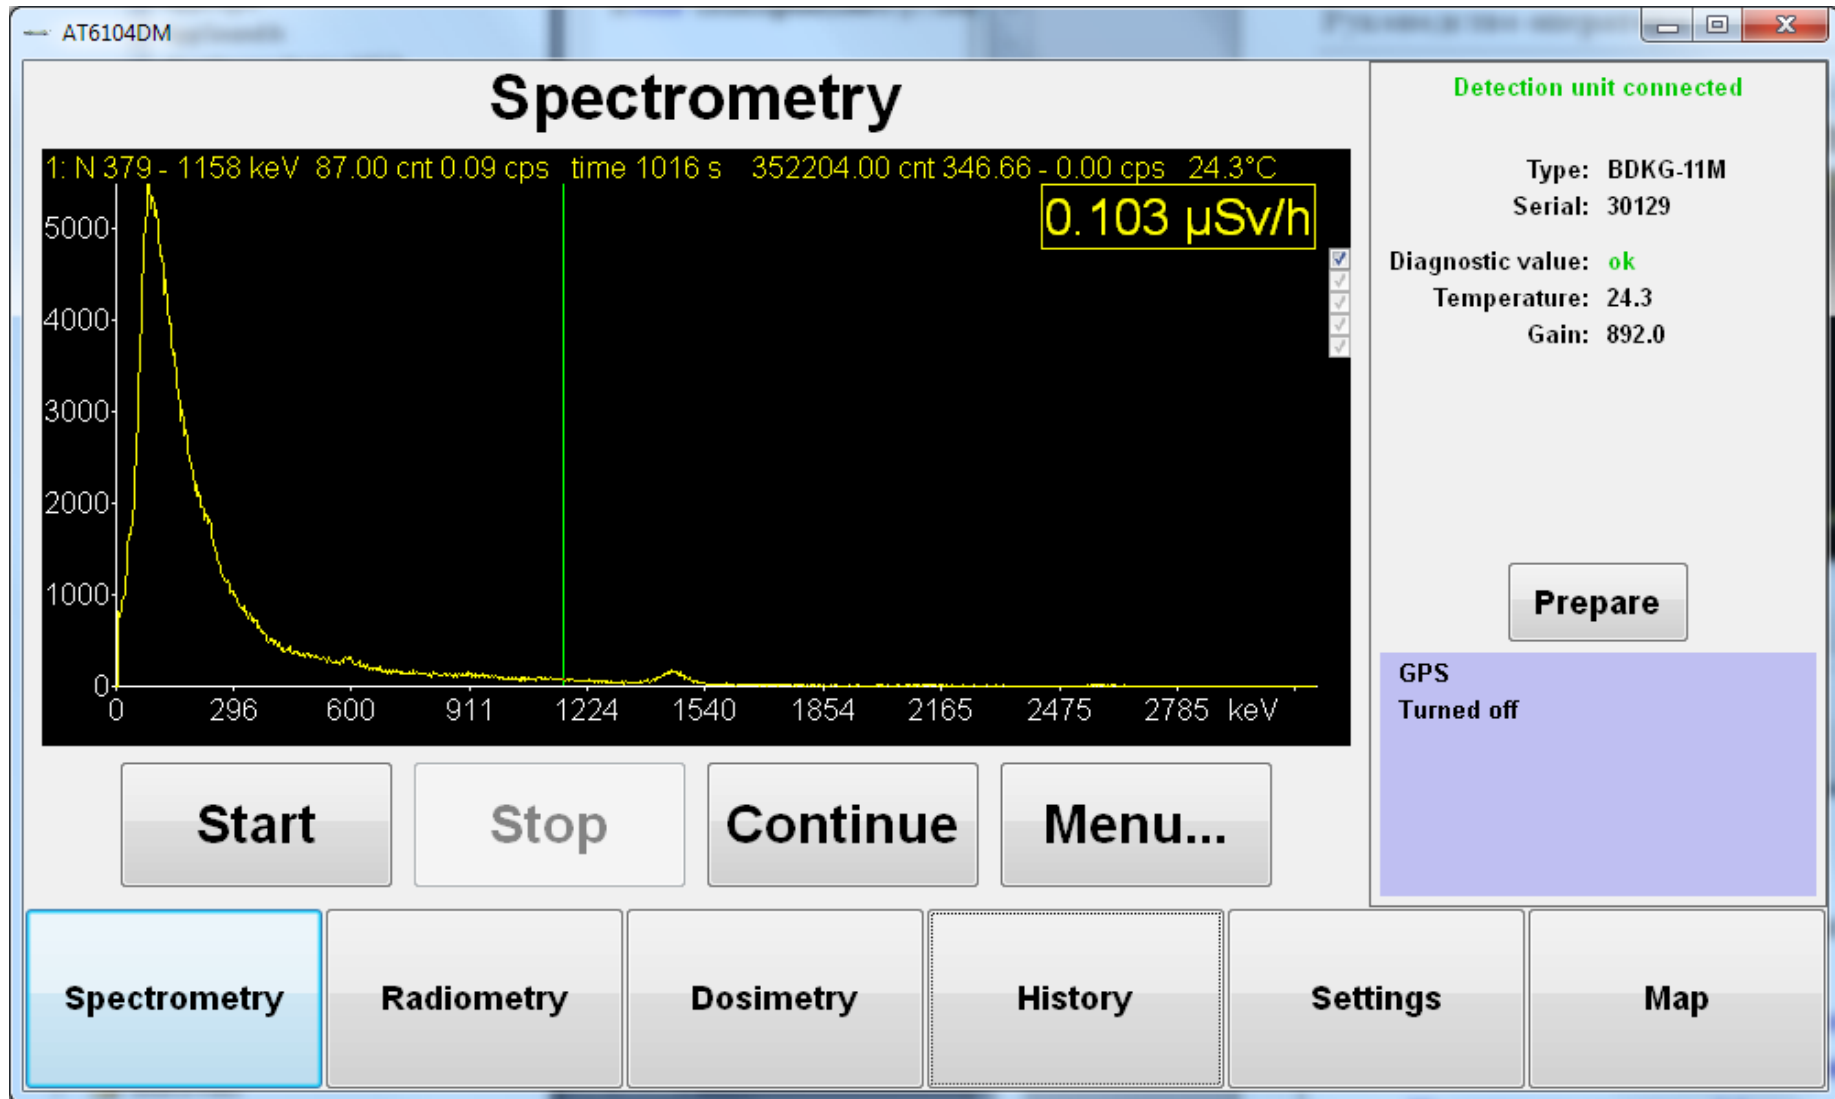 AT6104DM
Spectrometry
1: N 379 - 1158 keV 87.00 cnt 0.09 cps time 1016 s 352204.00 cnt 346.66 - 0.00 cps 24.3°C
0.103 µSv/h
5000
4000
3000
2000
1000
0
0 296 600 911 1224 1540 1854 2165 2475 2785 keV
Start Stop Continue Menu...
Detection unit connected
Type: BDKG-11M
Serial: 30129
Diagnostic value: ok
Temperature: 24.3
Gain: 892.0
Prepare
GPS
Turned off
Spectrometry Radiometry Dosimetry History Settings Map